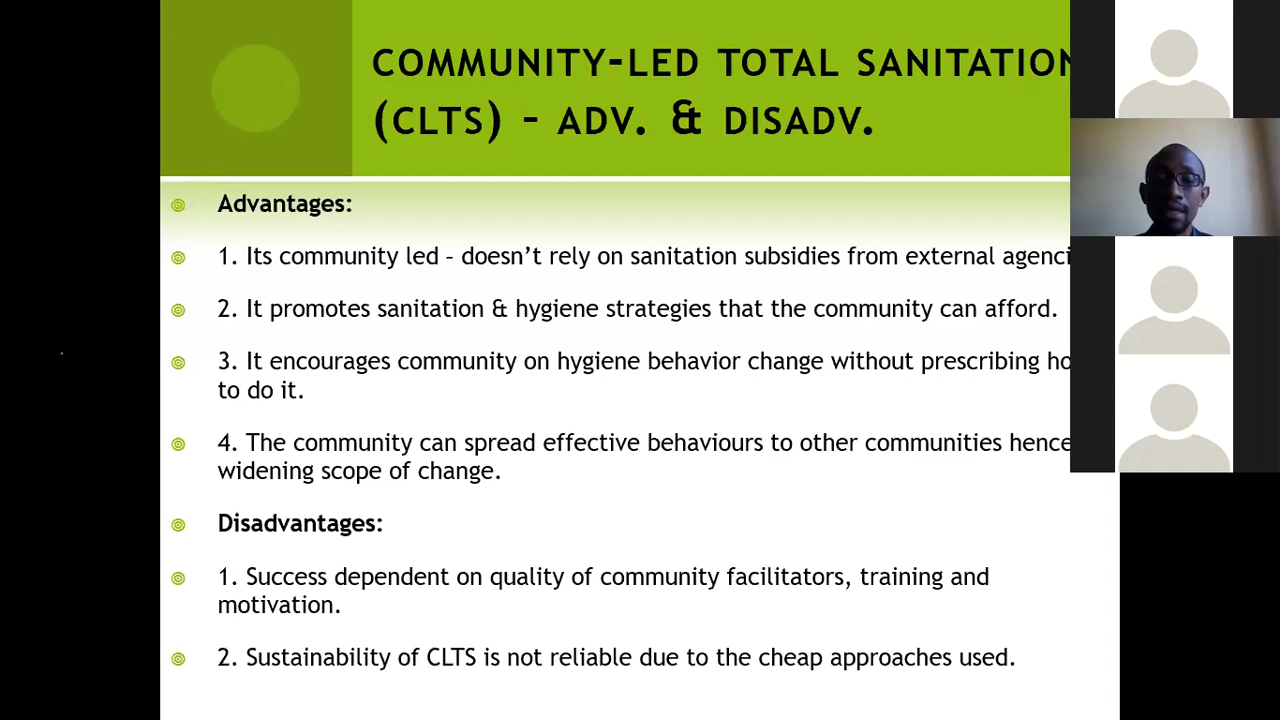 COMMUNITY-LED TOTAL SANITATION
(CLTS) – ADV. & DISADV.
Advantages:
1. Its community led – doesn't rely on sanitation subsidies from external agenci
2. It promotes sanitation & hygiene strategies that the community can afford.
3. It encourages community on hygiene behavior change without prescribing ho
to do it.
4. The community can spread effective behaviours to other communities hence
widening scope of change.
Disadvantages:
1. Success dependent on quality of community facilitators, training and
motivation.
2. Sustainability of CLTS is not reliable due to the cheap approaches used.